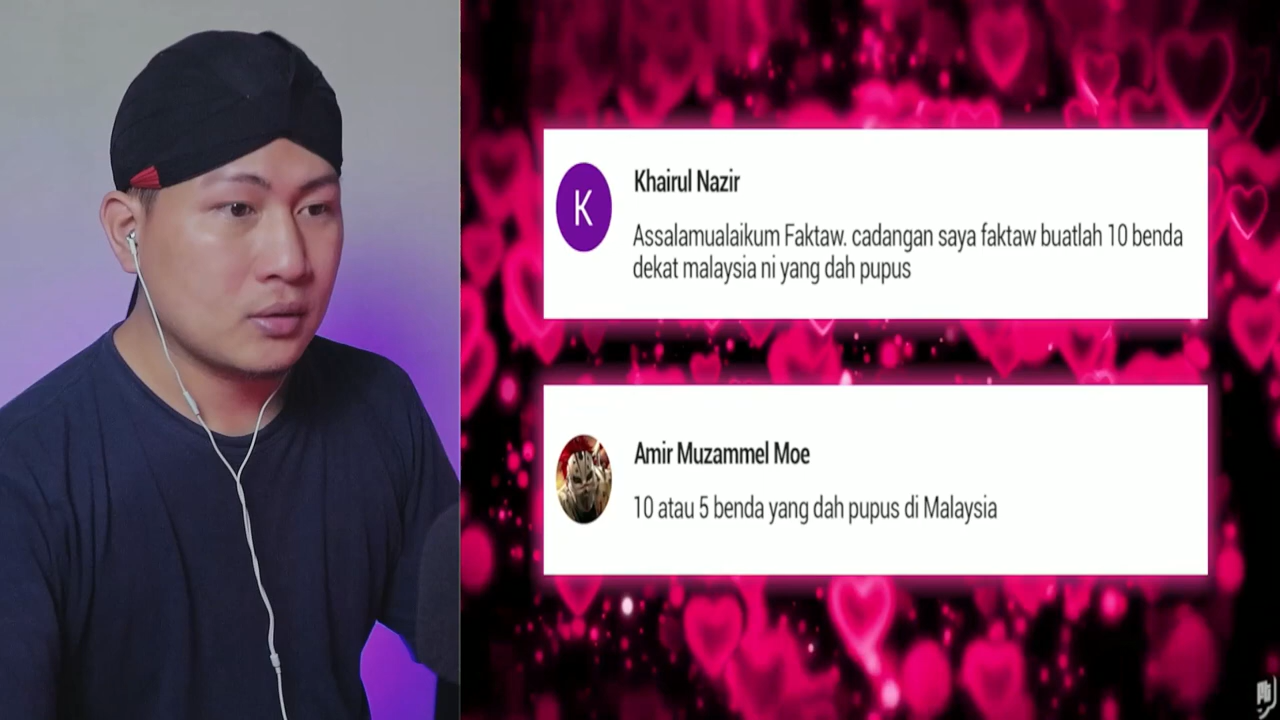 K
Khairul Nazir
Assalamualaikum Faktaw. cadangan saya faktaw buatlah 10 benda
dekat malaysia ni yang dah pupus
Amir Muzammel Moe
10 atau 5 benda yang dah pupus di Malaysia